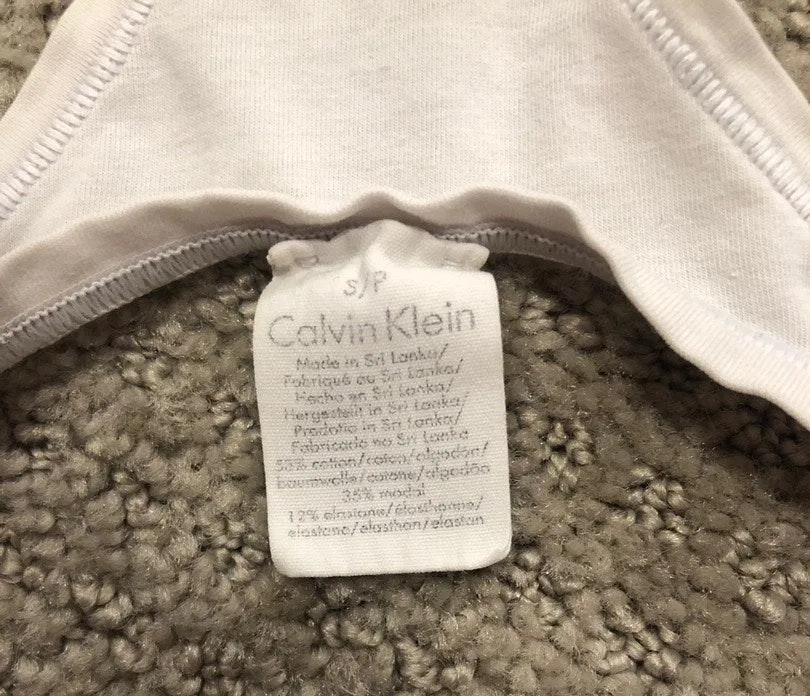 S/P
Calvin Klein
Made in Sri Lanka/
Fabriqué au Sri Lanka/
Hecho en Sri Lanka/
Hergestellt in Sri Lanka/
Prodotto in Sri Lanka/
Fabricado no Sri Lanka
53% cotton/coton/algodón/
baumwolle/cotone/algodão
35% modal
12% elastane/élasthanne/
elastano/elasthan/elastan